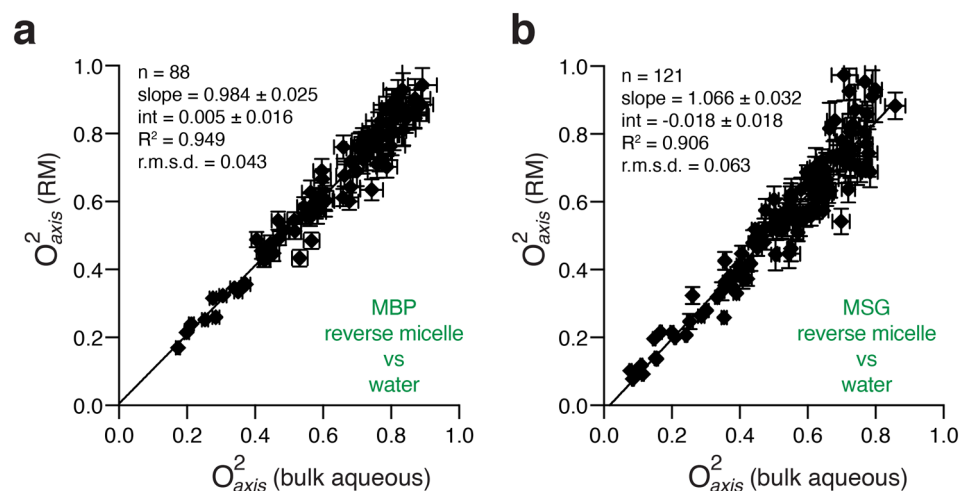 a
n = 88
slope = 0.984 ± 0.025
int = 0.005 ± 0.016
R² = 0.949
r.m.s.d. = 0.043
1.0
0.8
0.6
0.4
0.2
0.0
O²axis (RM)
MBP
reverse micelle
vs
water
0.0 0.2 0.4 0.6 0.8 1.0
O²axis (bulk aqueous)
b
n = 121
slope = 1.066 ± 0.032
int = -0.018 ± 0.018
R² = 0.906
r.m.s.d. = 0.063
1.0
0.8
0.6
0.4
0.2
0.0
O²axis (RM)
MSG
reverse micelle
vs
water
0.0 0.2 0.4 0.6 0.8 1.0
O²axis (bulk aqueous)